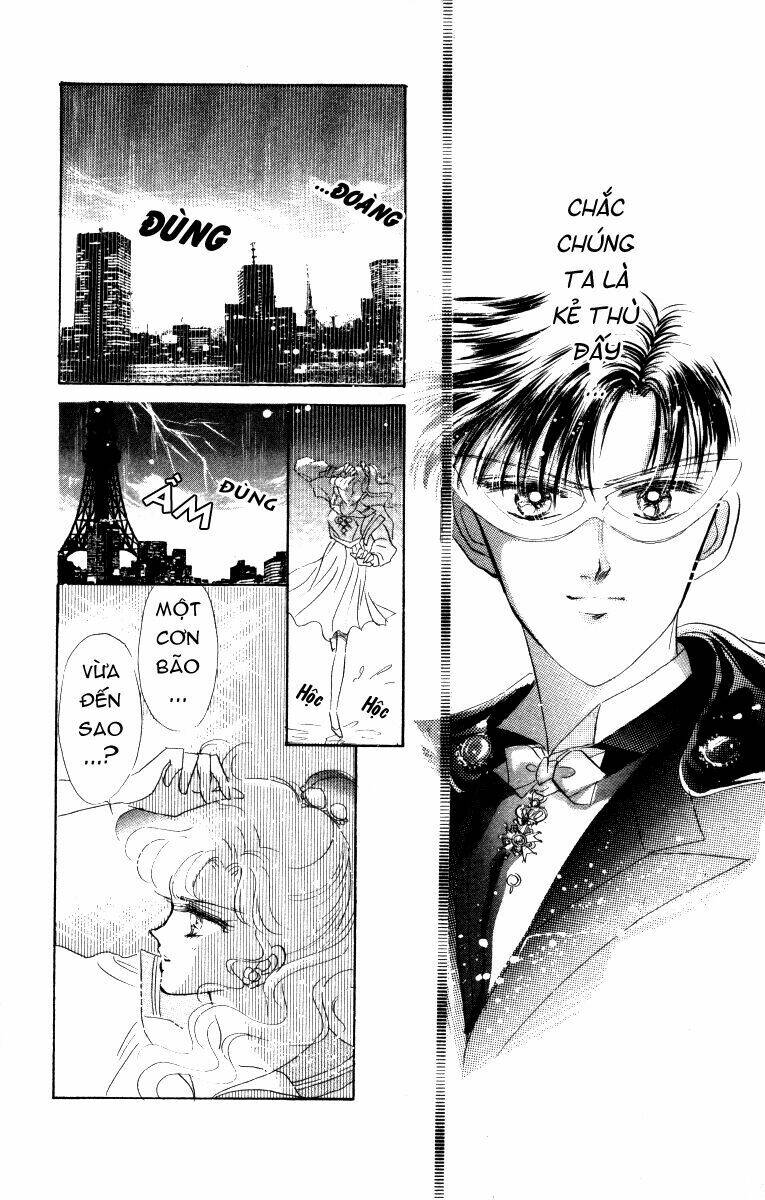 CHẮC
CHÚNG
TA LÀ
KẺ THÙ
ĐẤY
...
ĐÙNG
...ĐOÀNG
ẦM
ĐÙNG
Hộc
Hộc
MỘT
CƠN
BÃO
...
VỪA
ĐẾN
SAO
...?